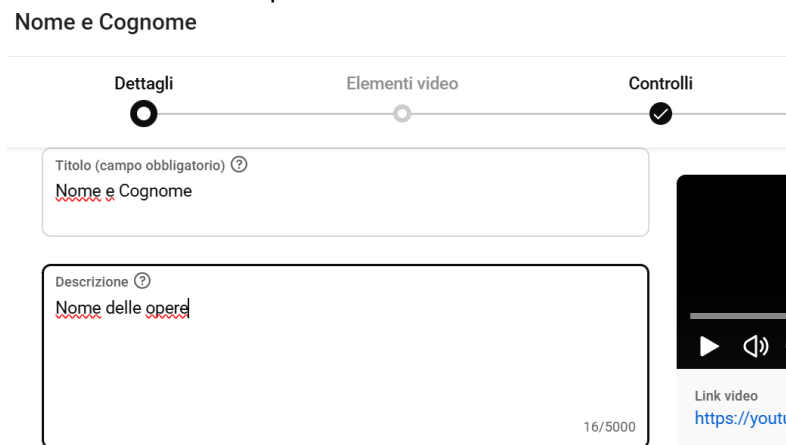 Nome e Cognome
Dettagli Elementi video Controlli
Titolo (campo obbligatorio) ?
Nome e Cognome
Descrizione ?
Nome delle opere
16/5000
Link video